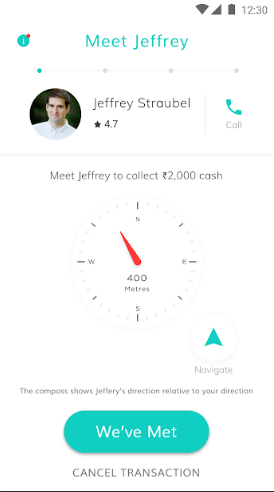 12:30
Meet Jeffrey
Jeffrey Straubel
★ 4.7
Call
Meet Jeffrey to collect ₹2,000 cash
N
W
E
400
Metres
S
Navigate
The compass shows Jeffery's direction relative to your direction
We've Met
CANCEL TRANSACTION